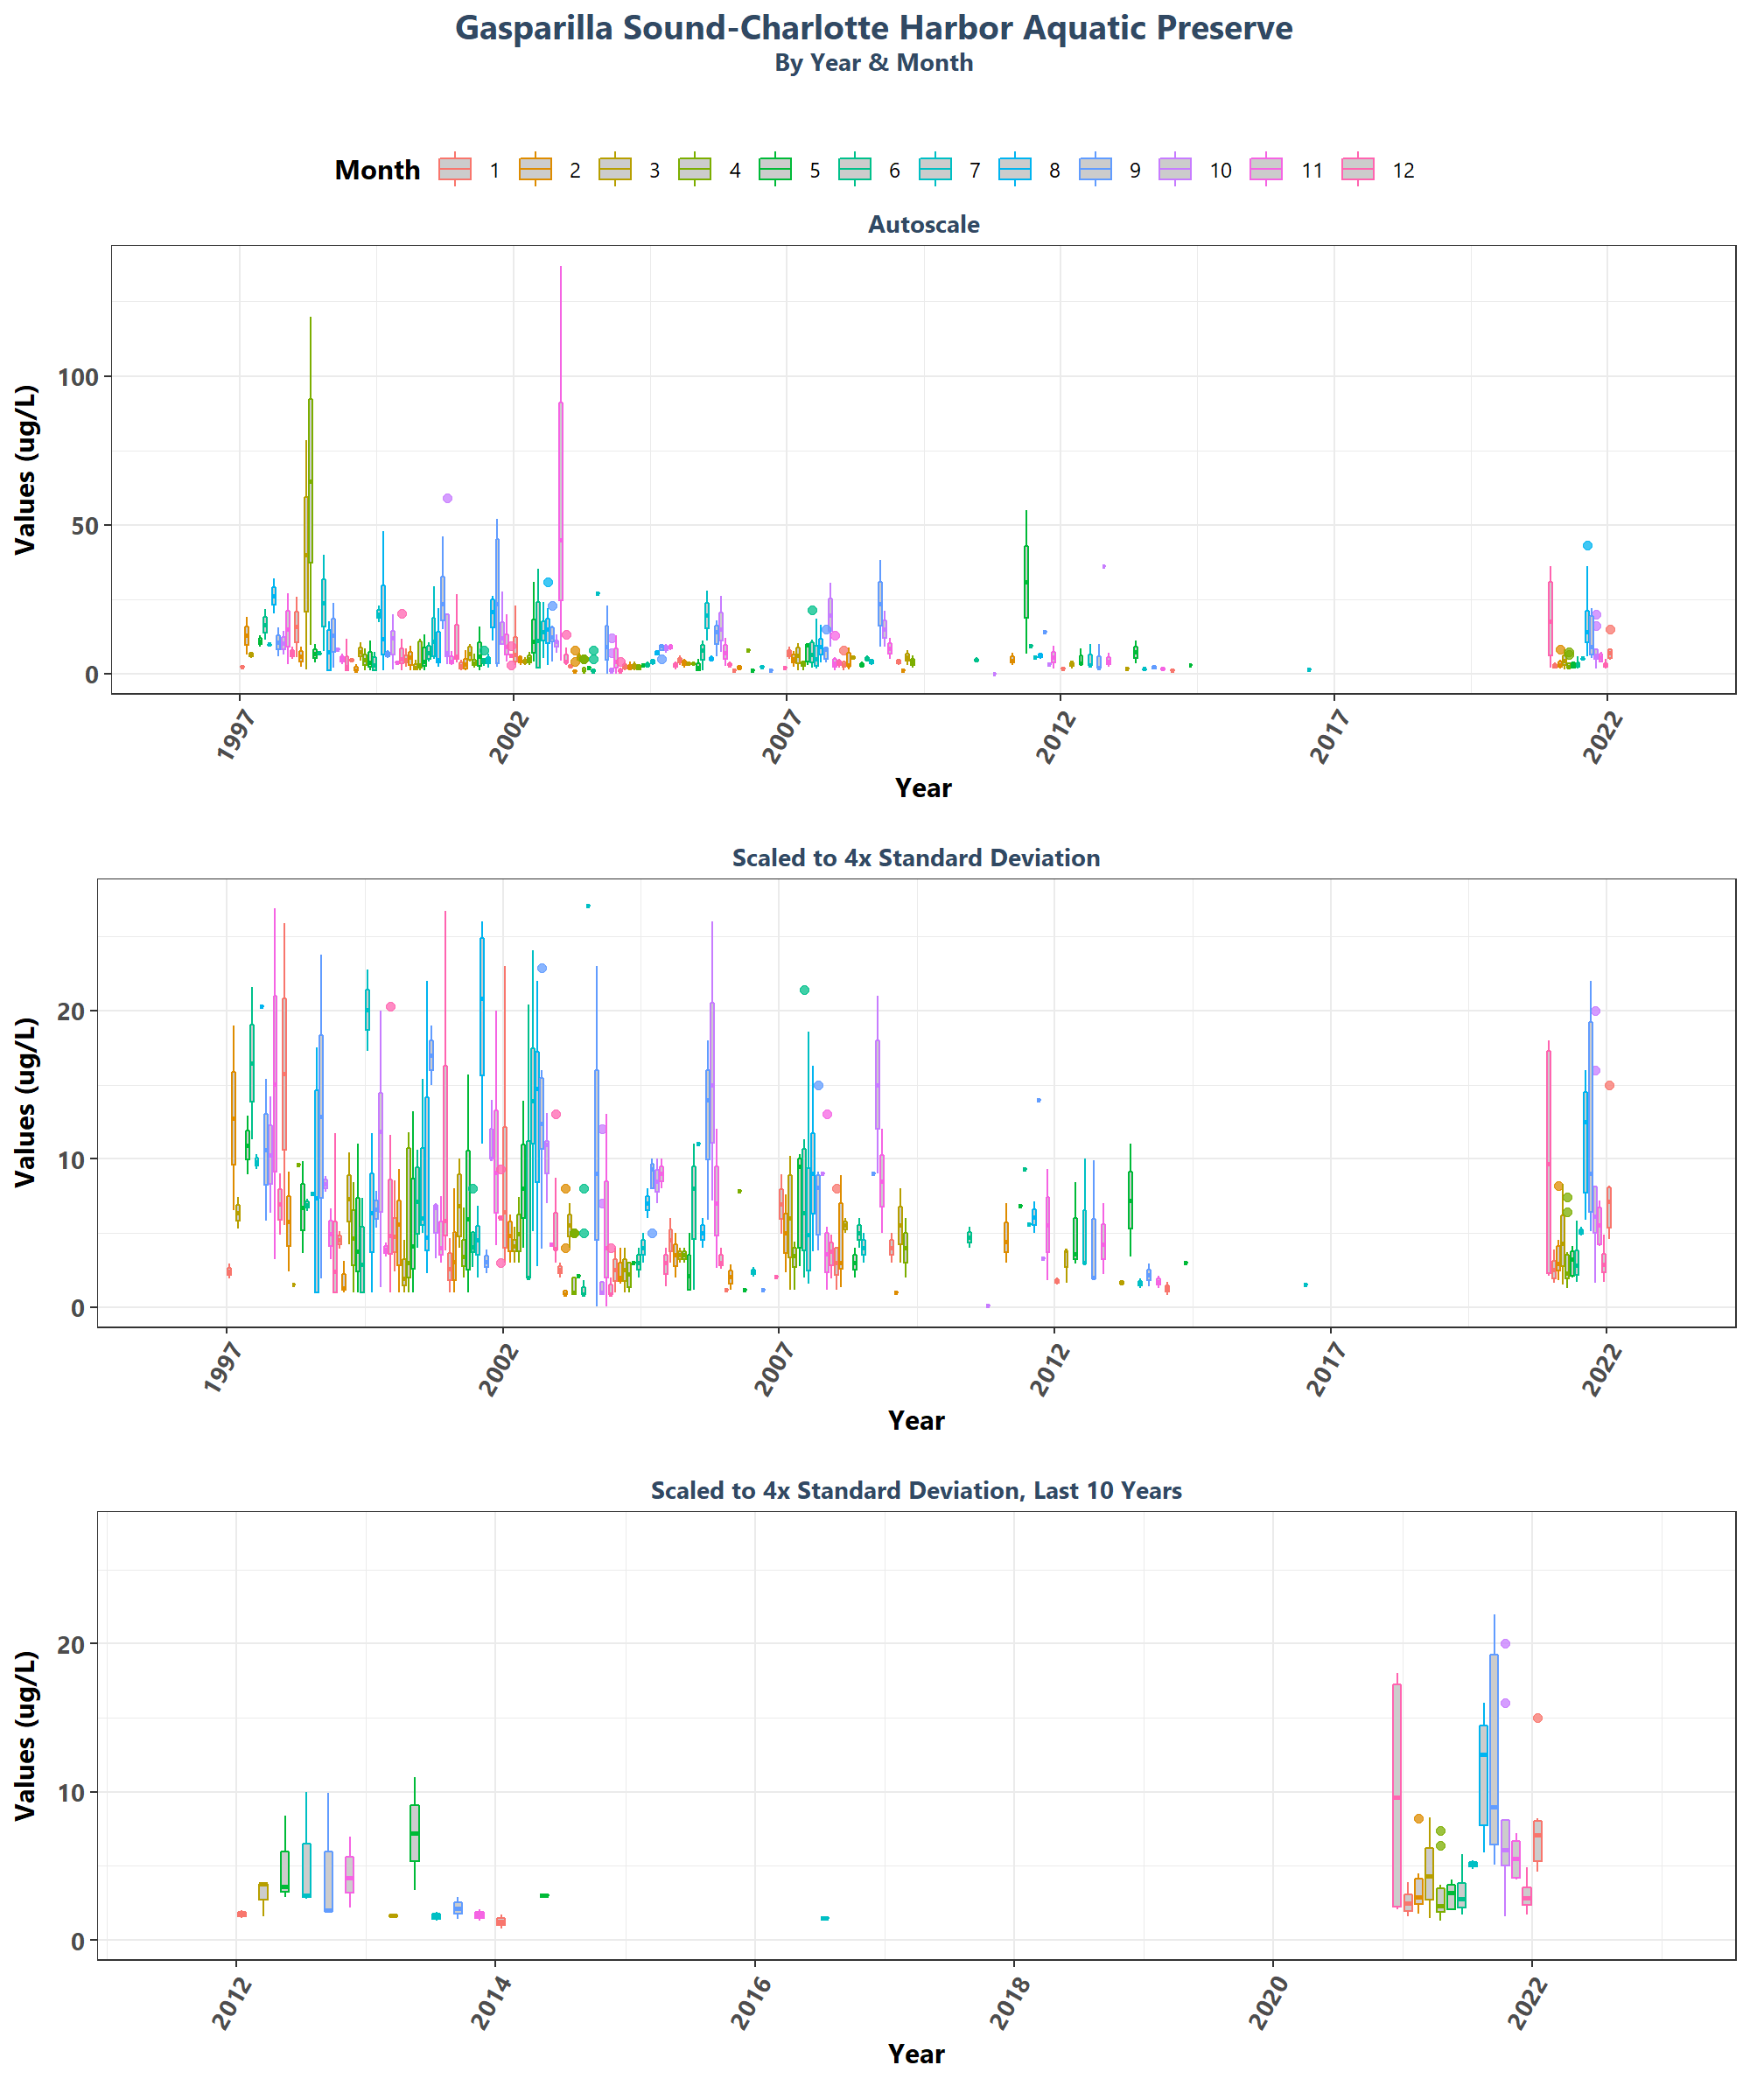 Gasparilla Sound-Charlotte Harbor Aquatic Preserve
By Year & Month
Month 1 2 3 4 5 6 7 8 9 10 11 12
Autoscale
Values (ug/L)
100
50
0
1997 2002 2007 2012 2017 2022
Year
Scaled to 4x Standard Deviation
Values (ug/L)
20
10
0
1997 2002 2007 2012 2017 2022
Year
Scaled to 4x Standard Deviation, Last 10 Years
Values (ug/L)
20
10
0
2012 2014 2016 2018 2020 2022
Year